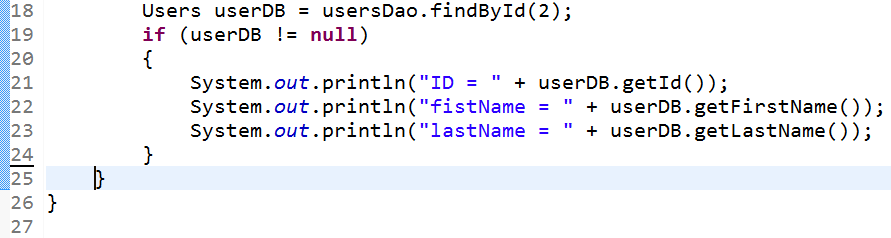 18 Users userDB = usersDao.findById(2);
19 if (userDB != null)
20 {
21 System.out.println("ID = " + userDB.getId());
22 System.out.println("fistName = " + userDB.getFirstName());
23 System.out.println("lastName = " + userDB.getLastName());
24 }
25 }
26 }
27